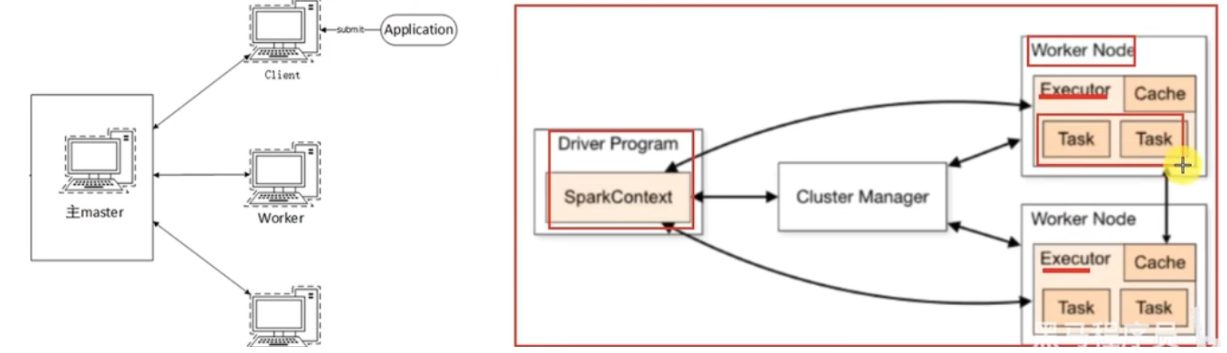 submit
Application
Client
主master
Worker
Driver Program
SparkContext
Cluster Manager
Worker Node
Executor
Cache
Task
Task
Worker Node
Executor
Cache
Task
Task